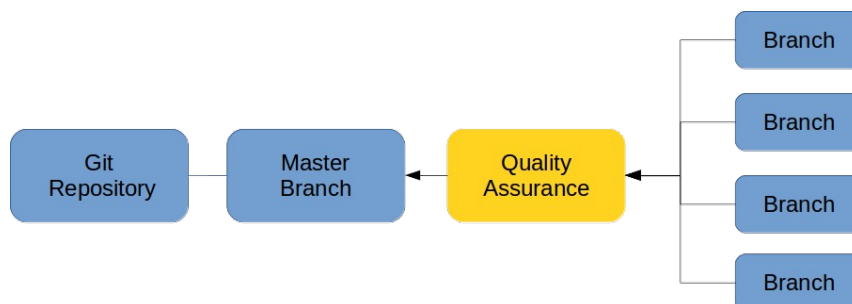 Branch
Branch
Git
Repository
Master
Branch
Quality
Assurance
Branch
Branch